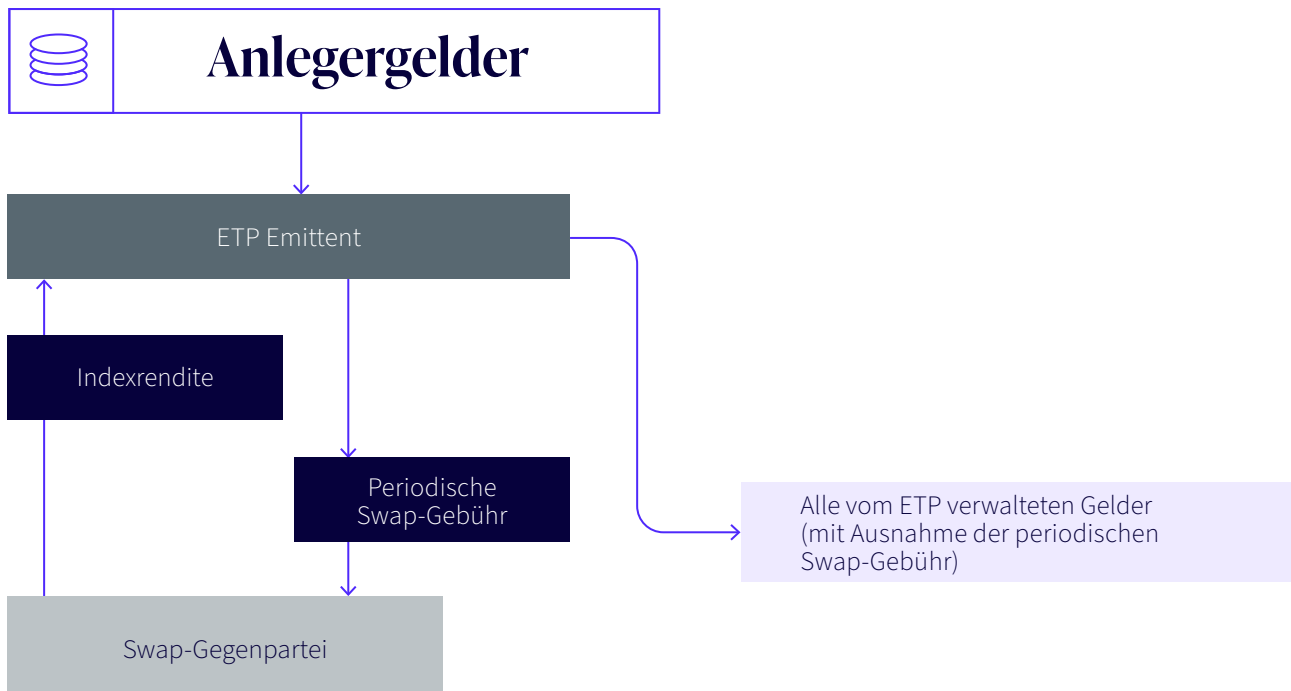 Anlegergelder
ETP Emittent
Indexrendite
Periodische
Swap-Gebühr
Alle vom ETP verwalteten Gelder
(mit Ausnahme der periodischen
Swap-Gebühr)
Swap-Gegenpartei